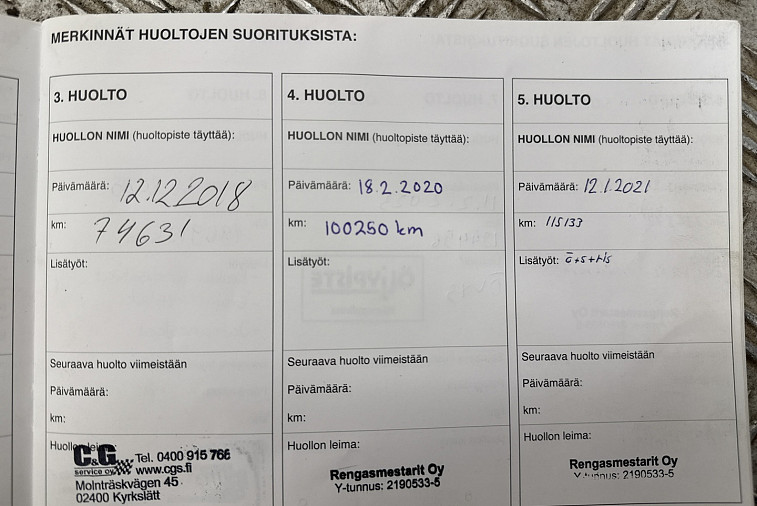 MERKINNÄT HUOLTOJEN SUORITUKSISTA:
3. HUOLTO
HUOLLON NIMI (huoltopiste täyttää):
Päivämäärä: 12.12.2018
km: 74631
Lisätyöt:
Seuraava huolto viimeistään
Päivämäärä:
km:
Huollon leima:
C&G
service oy
Tel. 0400 915 766
www.cgs.fi
Molnträskvägen 45
02400 Kyrkslätt
4. HUOLTO
HUOLLON NIMI (huoltopiste täyttää):
Päivämäärä: 18.2.2020
km: 100250 km
Lisätyöt:
Seuraava huolto viimeistään
Päivämäärä:
km:
Huollon leima:
Rengasmestarit Oy
Y-tunnus: 2190533-5
5. HUOLTO
HUOLLON NIMI (huoltopiste täyttää):
Päivämäärä: 12.1.2021
km: 115133
Lisätyöt:
Seuraava huolto viimeistään
Päivämäärä:
km:
Huollon leima:
Rengasmestarit Oy
Y-tunnus: 2190533-5